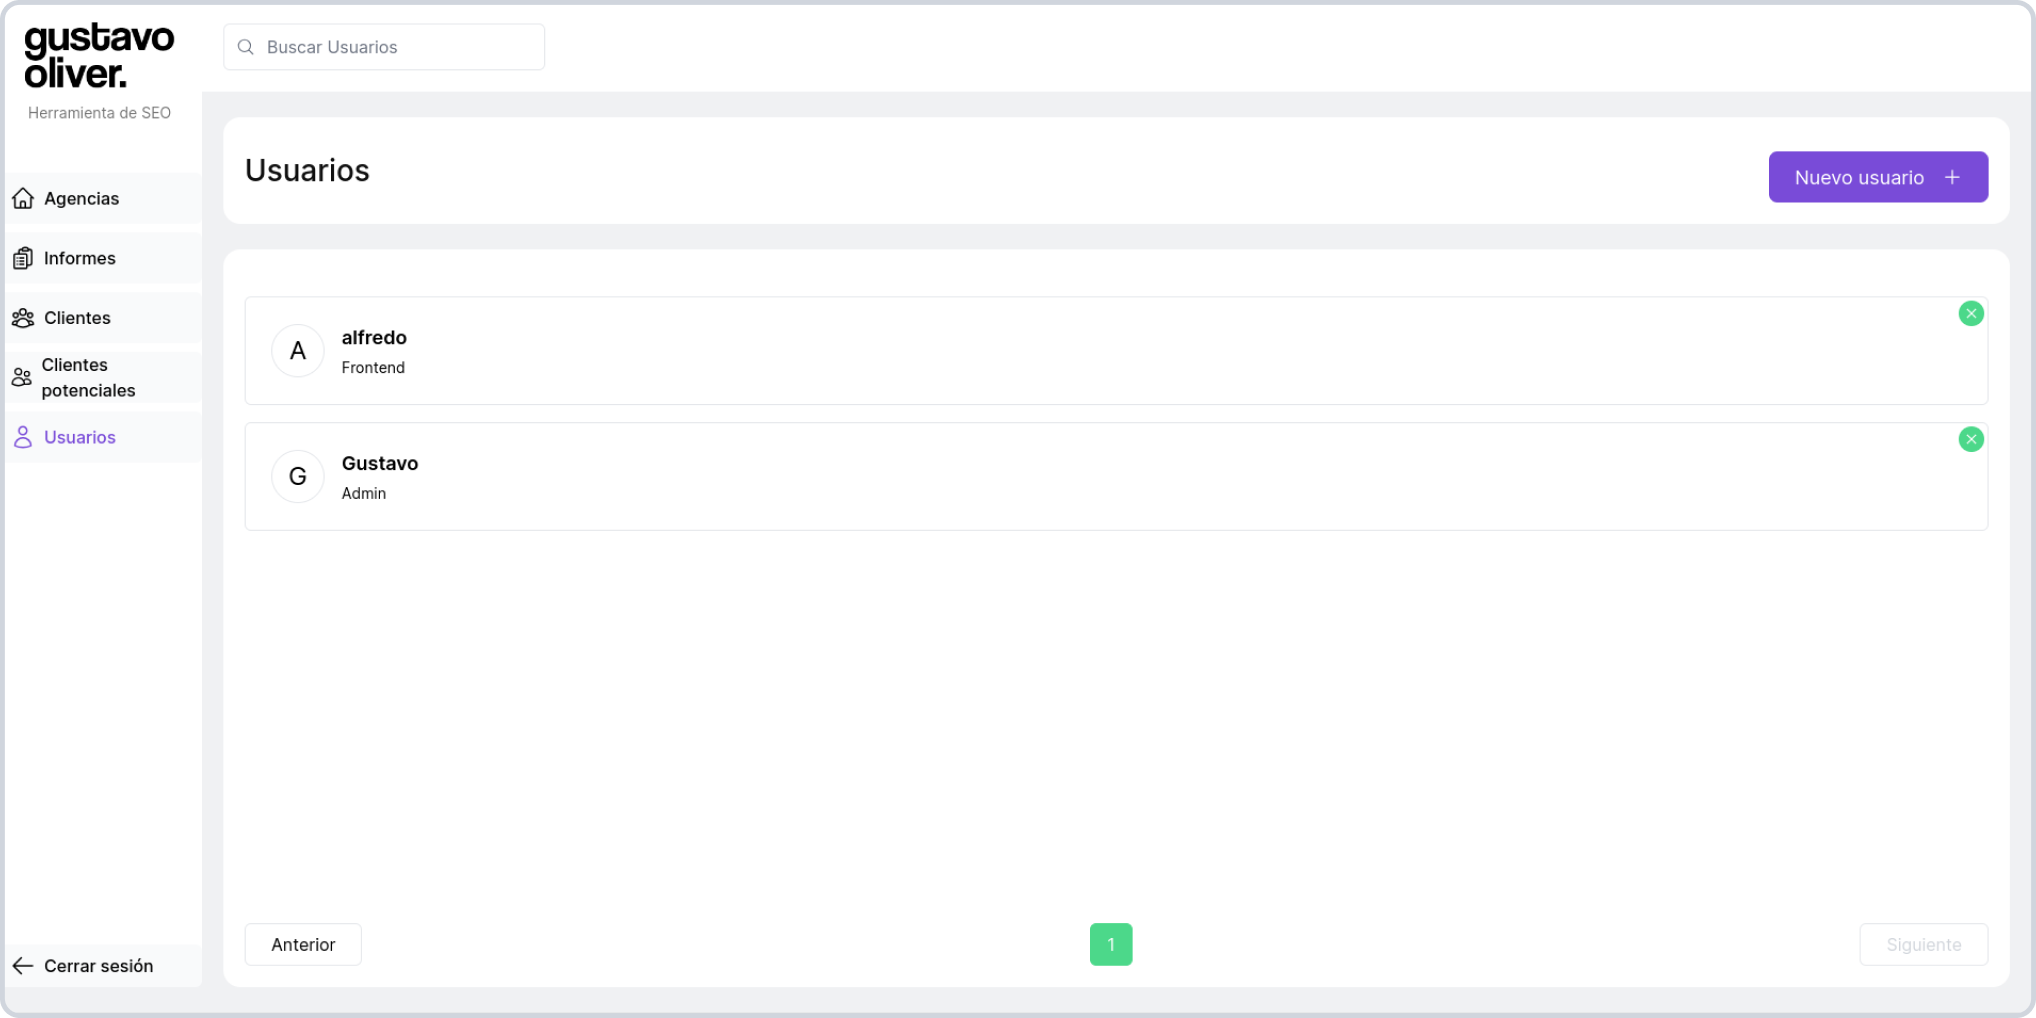 gustavo
oliver.
Herramienta de SEO
Buscar Usuarios
Agencias
Informes
Clientes
Clientes
potenciales
Usuarios
Cerrar sesión
Usuarios
Nuevo usuario +
A
alfredo
Frontend
G
Gustavo
Admin
Anterior
1
Siguiente